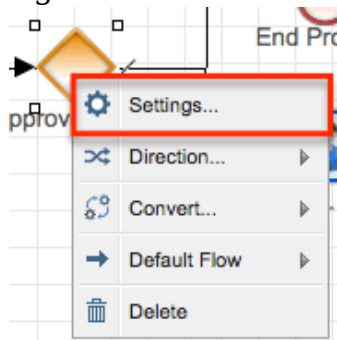 End Pro
pprov
Settings...
Direction...
Convert...
Default Flow
Delete